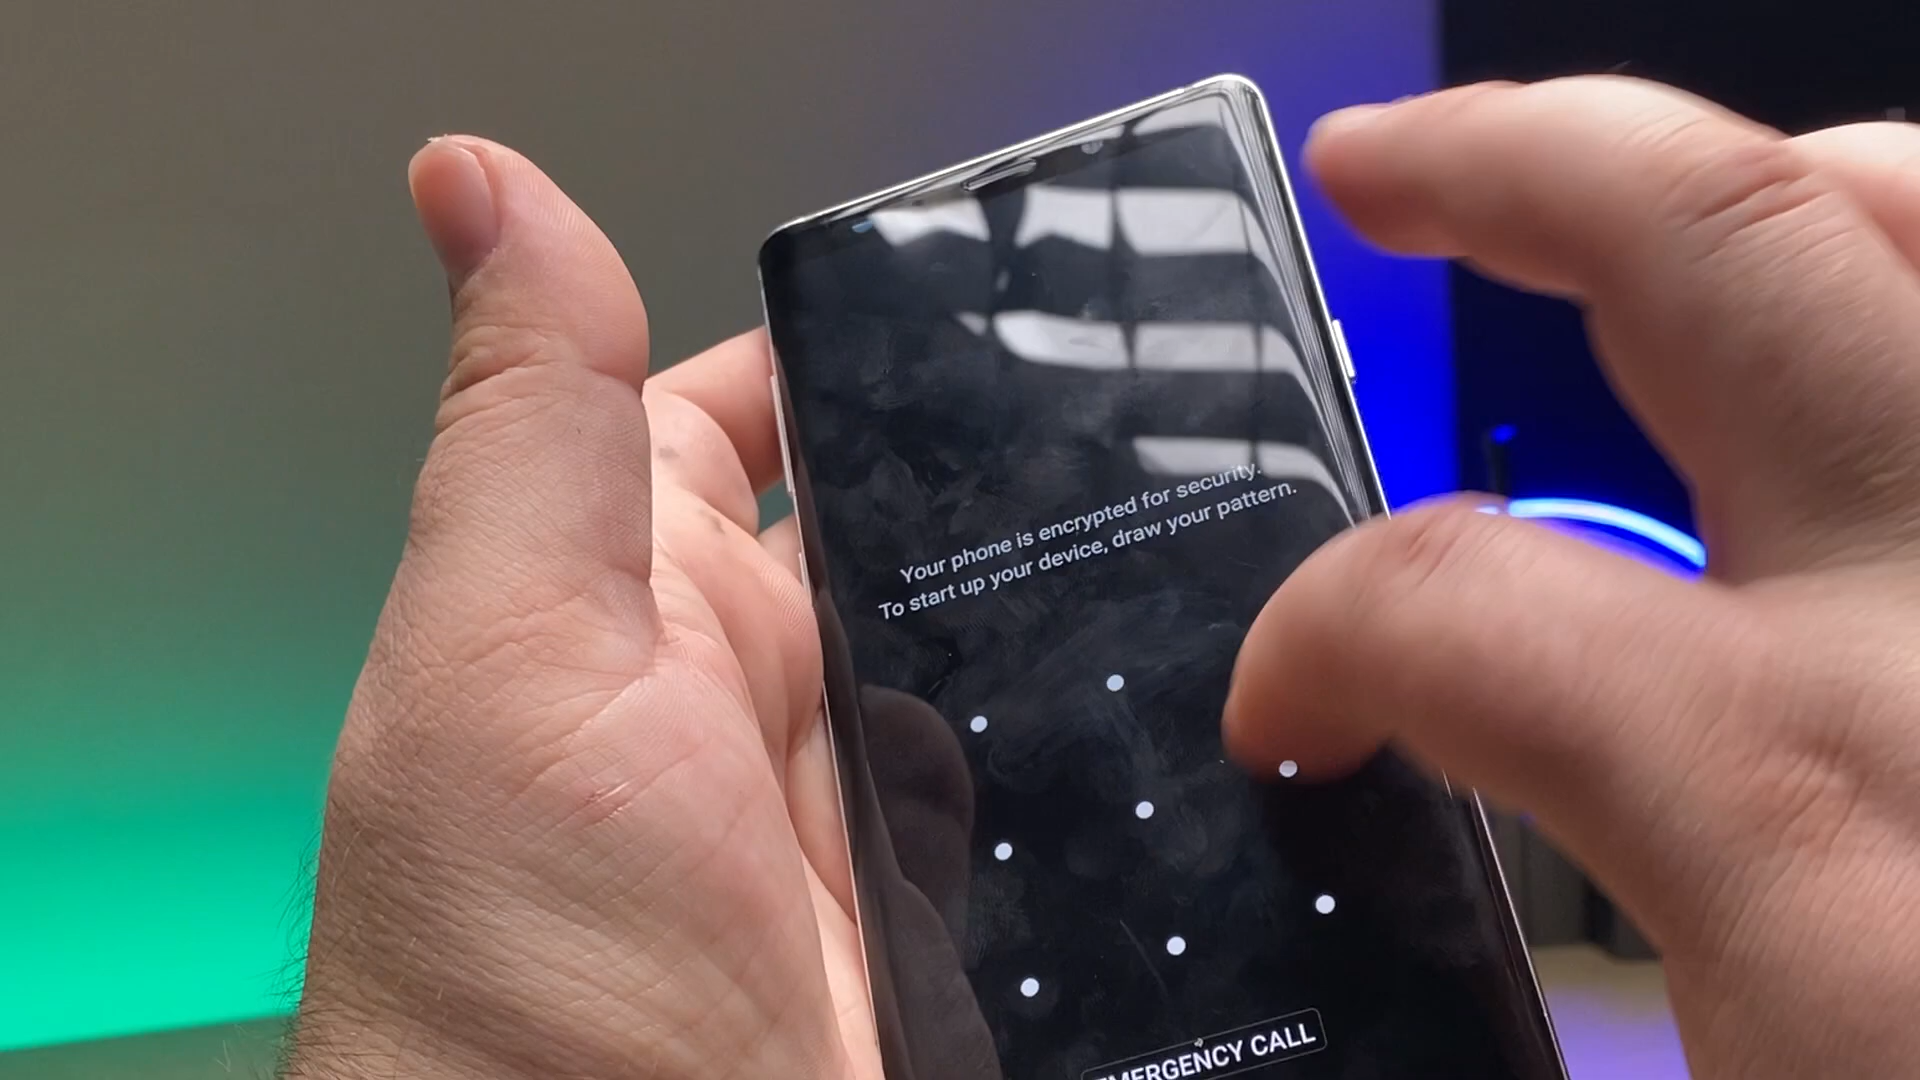 Your phone is encrypted for security.
To start up your device, draw your pattern.
EMERGENCY CALL